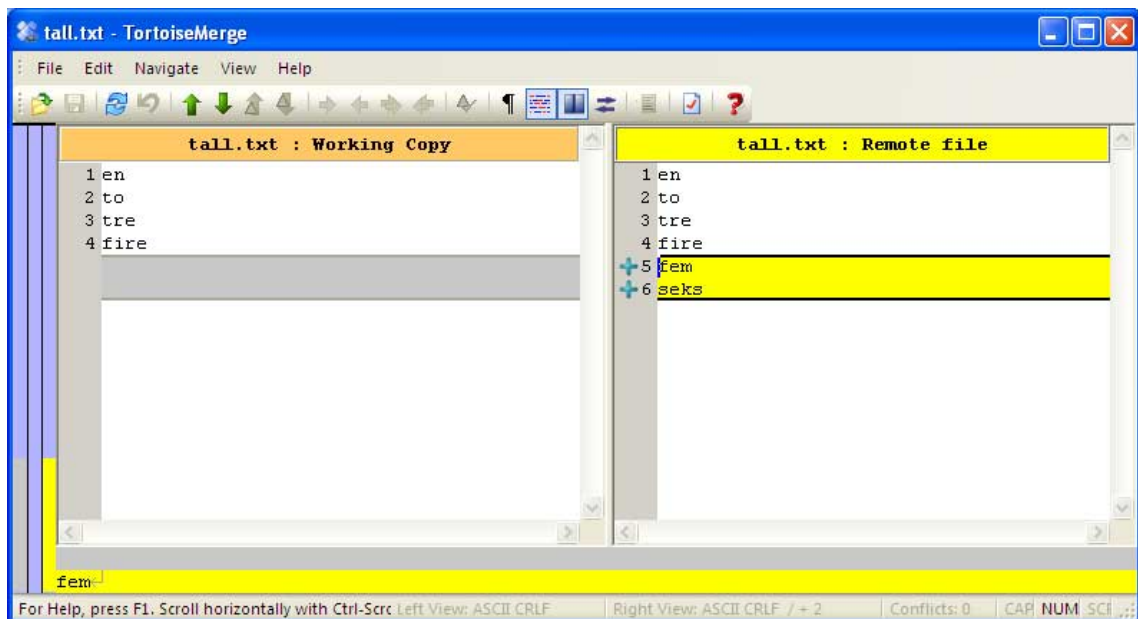 tall.txt - TortoiseMerge
File Edit Navigate View Help
tall.txt : Working Copy
1 en
2 to
3 tre
4 fire
tall.txt : Remote file
1 en
2 to
3 tre
4 fire
5 fem
6 seks
fem
For Help, press F1. Scroll horizontally with Ctrl-Scrc Left View: ASCII CRLF Right View: ASCII CRLF / + 2 Conflicts: 0 CAP NUM SCR